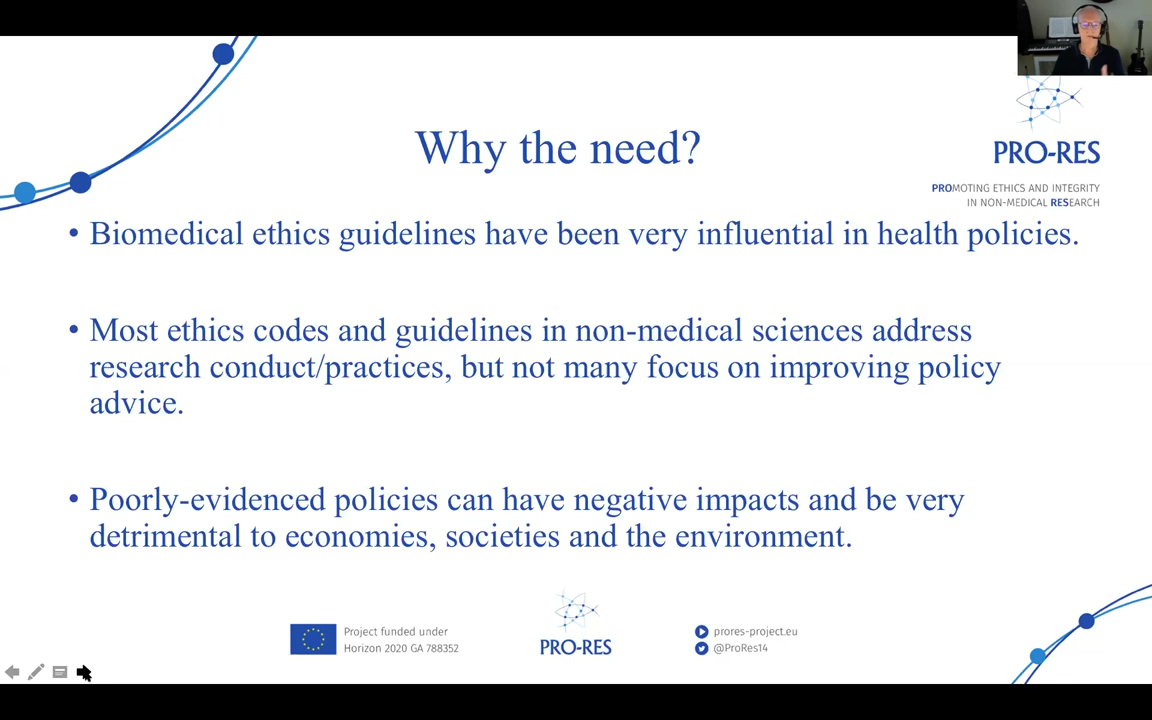 Why the need?
PRO-RES
PROMOTING ETHICS AND INTEGRITY
IN NON-MEDICAL RESEARCH
• Biomedical ethics guidelines have been very influential in health policies.
• Most ethics codes and guidelines in non-medical sciences address
research conduct/practices, but not many focus on improving policy
advice.
• Poorly-evidenced policies can have negative impacts and be very
detrimental to economies, societies and the environment.
Project funded under
Horizon 2020 GA 788352
PRO-RES
prores-project.eu
@ProRes14